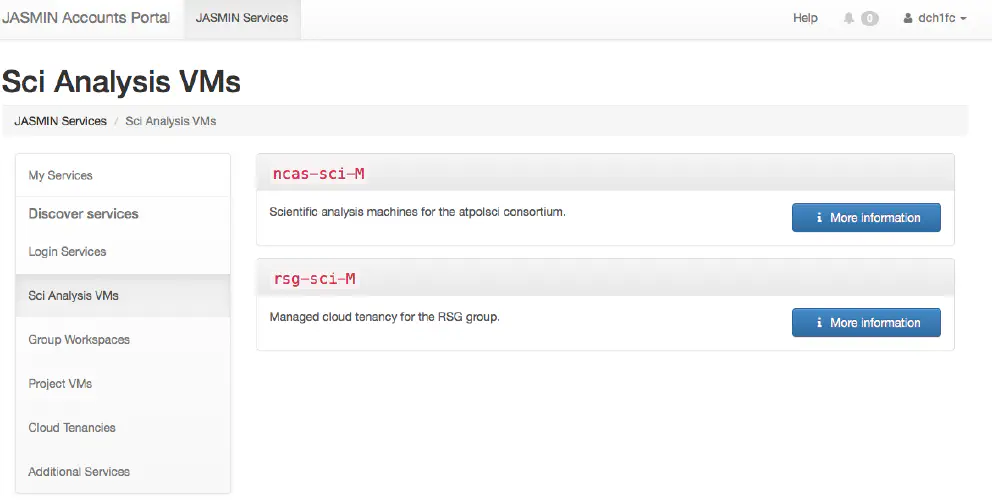 JASMIN Accounts Portal JASMIN Services Help 0 dch1fc
Sci Analysis VMs
JASMIN Services / Sci Analysis VMs
My Services
Discover services
Login Services
Sci Analysis VMs
Group Workspaces
Project VMs
Cloud Tenancies
Additional Services
ncas-sci-M
Scientific analysis machines for the atpolsci consortium.
i More information
rsg-sci-M
Managed cloud tenancy for the RSG group.
i More information